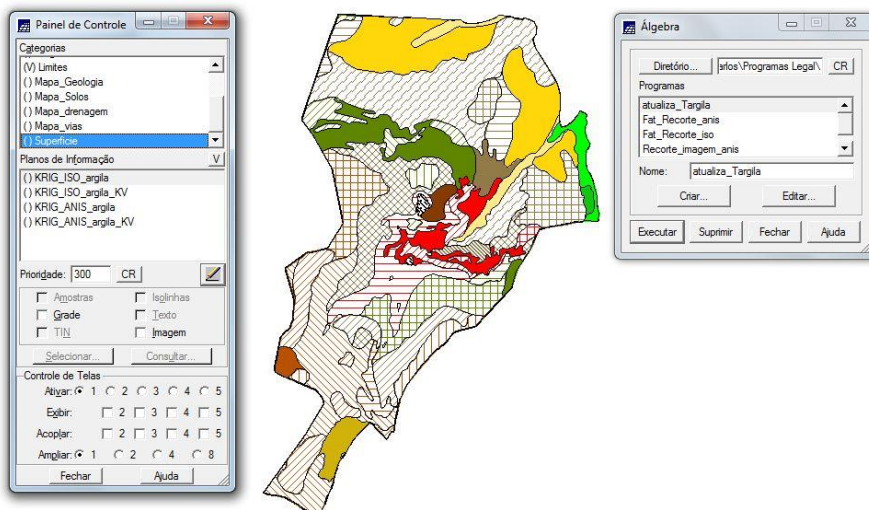 Painel de Controle
Categorias
(V) Limites
( ) Mapa_Geologia
( ) Mapa_Solos
( ) Mapa_drenagem
( ) Mapa_vias
( ) Superficie
Planos de Informação V
( ) KRIG_ISO_argila
( ) KRIG_ISO_argila_KV
( ) KRIG_ANIS_argila
( ) KRIG_ANIS_argila_KV
Prioridade: 300 CR
Amostras Isolinhas
Grade Texto
TIN Imagem
Selecionar... Consultar...
Controle de Telas
Ativar: 1 2 3 4 5
Exibir: 2 3 4 5
Acoplar: 2 3 4 5
Ampliar: 1 2 4 8
Fechar Ajuda
Álgebra
Diretório... arlos\Programas Legal\ CR
Programas
atualiza_Targila
Fat_Recorte_anis
Fat_Recorte_iso
Recorte_imagem_anis
Nome: atualiza_Targila
Criar... Editar...
Executar Suprimir Fechar Ajuda